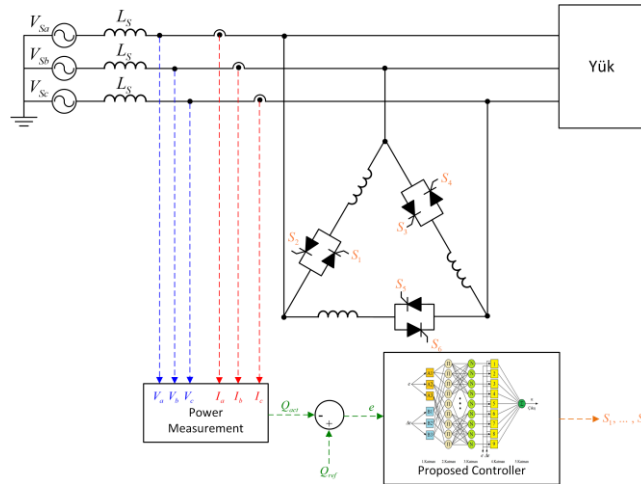 V_Sa L_S
V_Sb L_S
V_Sc L_S
Yük
S_4
S_3
S_2
S_1
S_5
S_6
V_a V_b V_c I_a I_b I_c
Power
Measurement
Q_act
-
+
e
Q_ref
Proposed Controller
S_1, ..., S